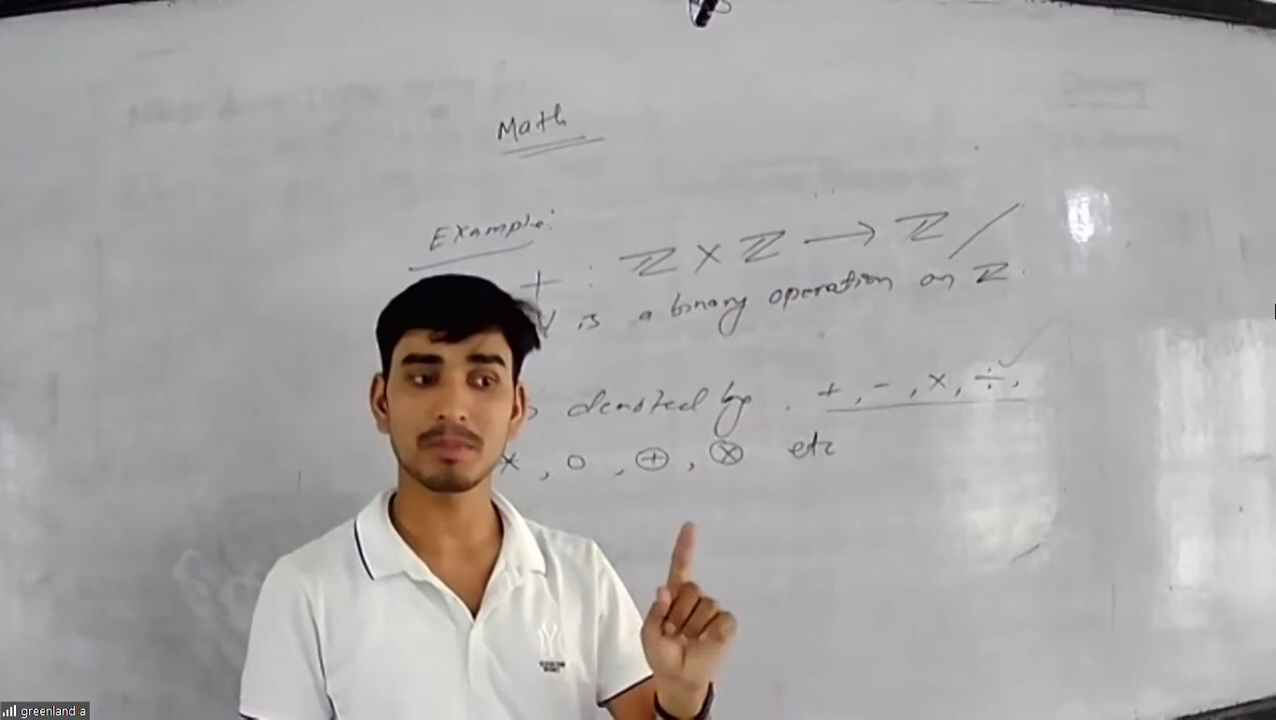 Math
Example:
+ : ℤ × ℤ → ℤ /
is a binary operation on ℤ.
denoted by . +, -, ×, ÷,
× , o , ⊕ , ⊗ etc
greenland a